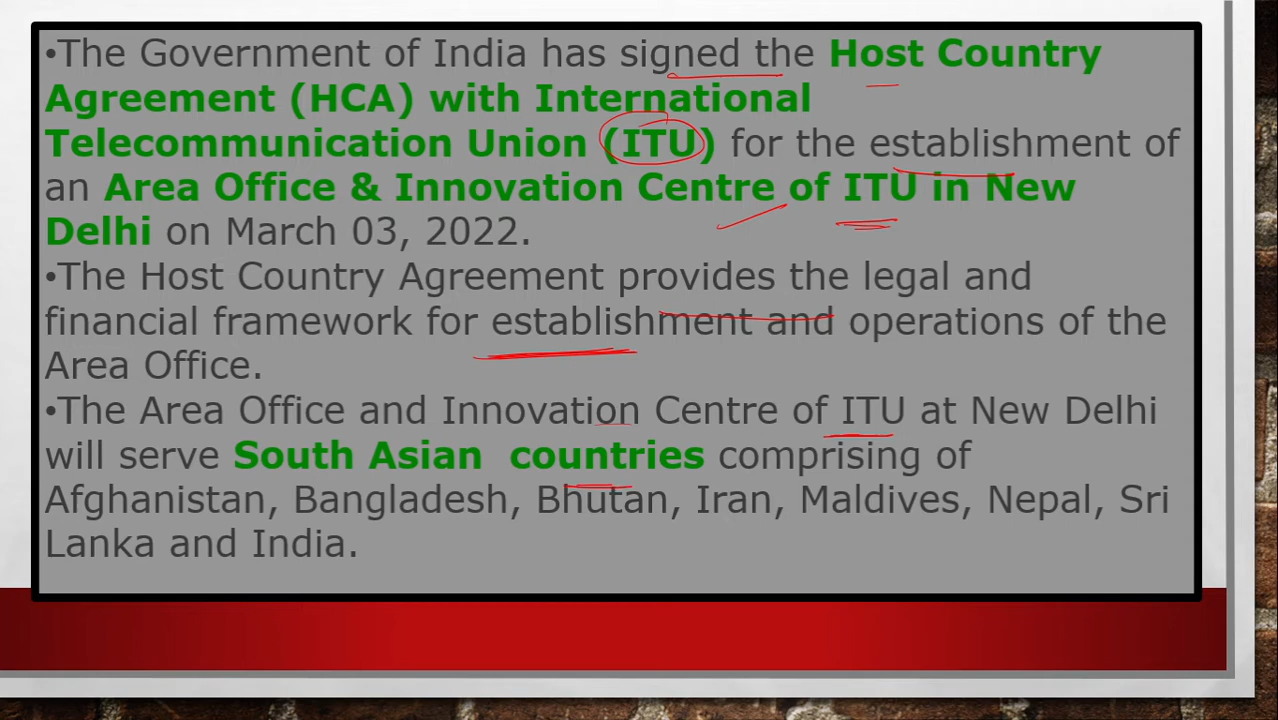 •The Government of India has signed the Host Country
Agreement (HCA) with International
Telecommunication Union (ITU) for the establishment of
an Area Office & Innovation Centre of ITU in New
Delhi on March 03, 2022.
•The Host Country Agreement provides the legal and
financial framework for establishment and operations of the
Area Office.
•The Area Office and Innovation Centre of ITU at New Delhi
will serve South Asian  countries comprising of
Afghanistan, Bangladesh, Bhutan, Iran, Maldives, Nepal, Sri
Lanka and India.